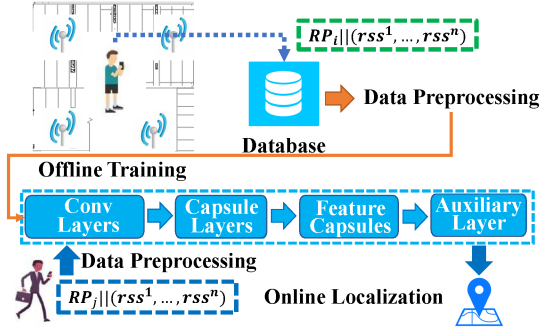 RP_i||(rss^1, ..., rss^n)
Data Preprocessing
Database
Offline Training
Conv Layers
Capsule Layers
Feature Capsules
Auxiliary Layer
Data Preprocessing
RP_j||(rss^1, ..., rss^n)
Online Localization